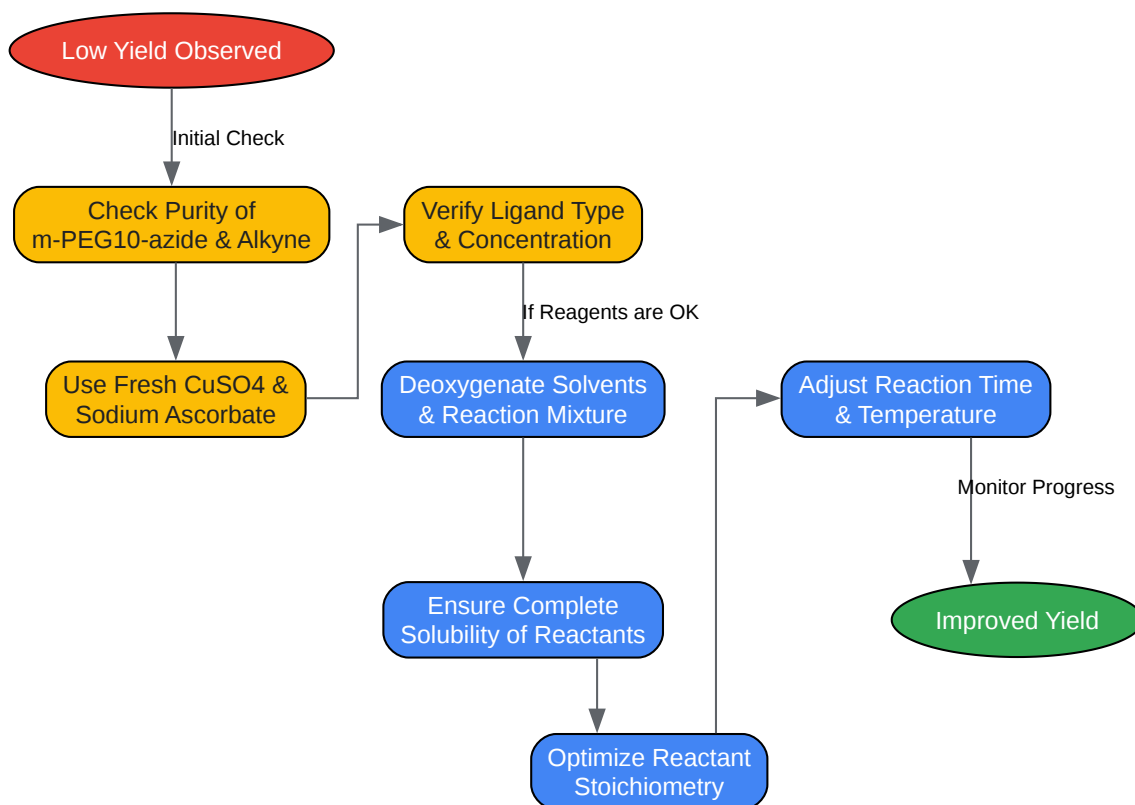 Low Yield Observed
Initial Check
Check Purity of
m-PEG10-azide & Alkyne
Use Fresh CuSO4 &
Sodium Ascorbate
Verify Ligand Type
& Concentration
If Reagents are OK
Deoxygenate Solvents
& Reaction Mixture
Ensure Complete
Solubility of Reactants
Optimize Reactant
Stoichiometry
Adjust Reaction Time
& Temperature
Monitor Progress
Improved Yield